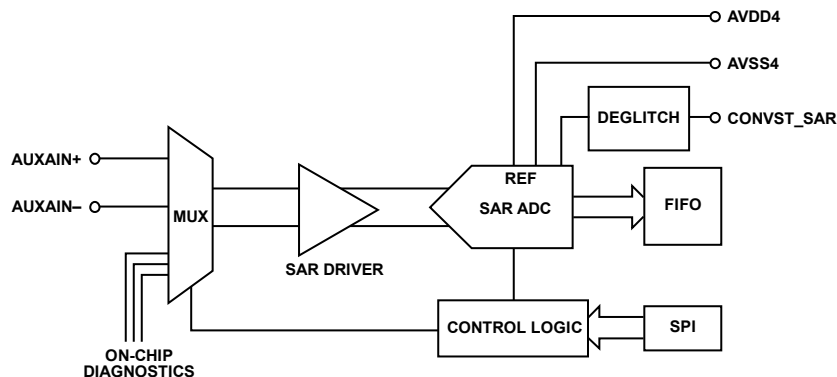 AVDD4
AVSS4
DEGLITCH
CONVST_SAR
AUXAIN+
REF
MUX
SAR ADC
FIFO
AUXAIN–
SAR DRIVER
CONTROL LOGIC
SPI
ON-CHIP
DIAGNOSTICS